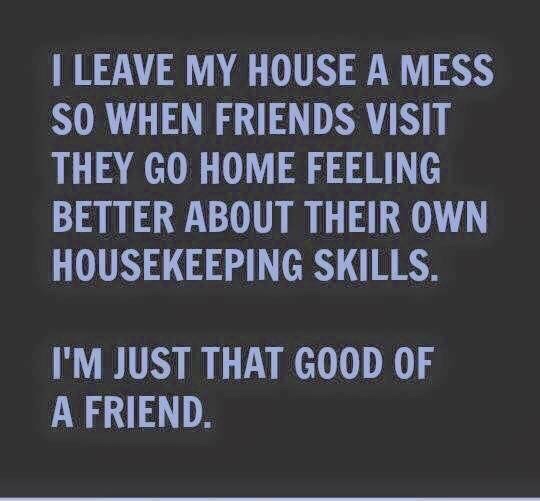 I LEAVE MY HOUSE A MESS
SO WHEN FRIENDS VISIT
THEY GO HOME FEELING
BETTER ABOUT THEIR OWN
HOUSEKEEPING SKILLS.
I'M JUST THAT GOOD OF
A FRIEND.